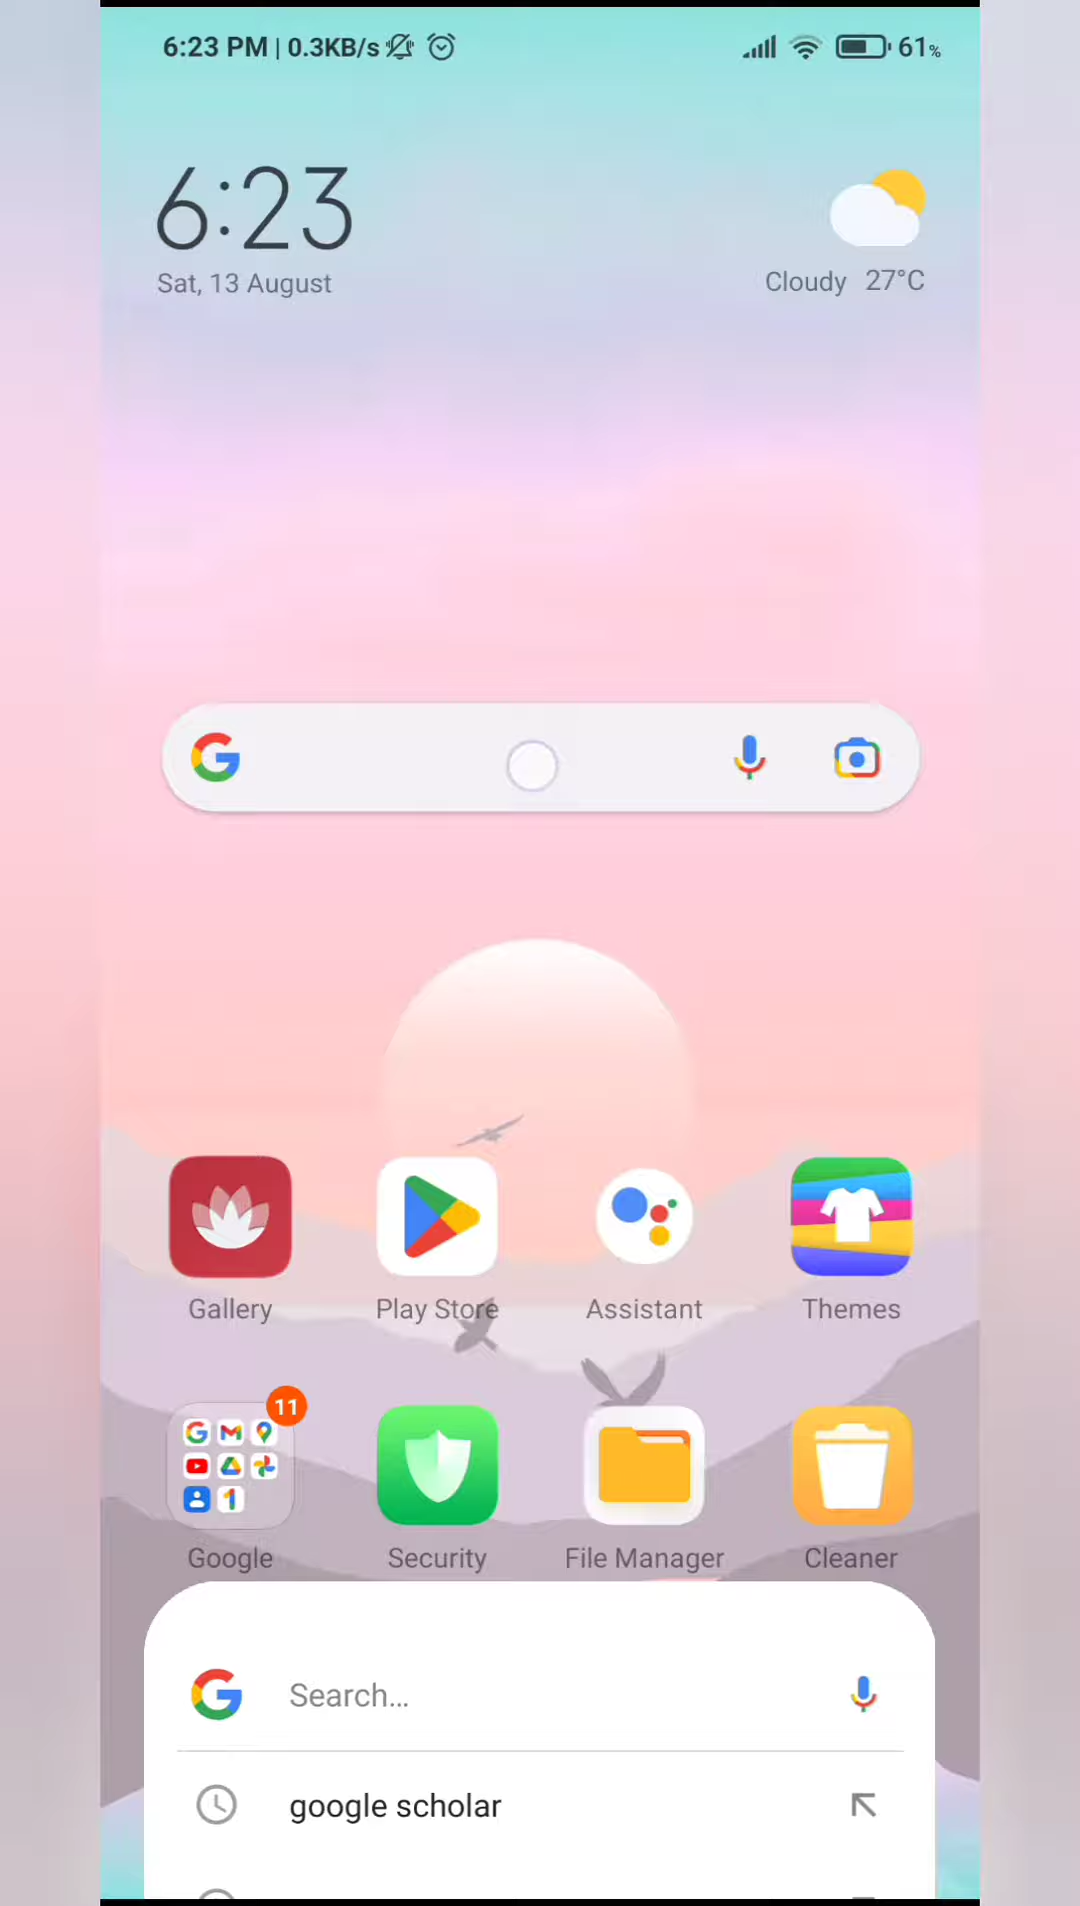 6:23 PM | 0.3KB/s 61%
6:23
Sat, 13 August
Cloudy 27°C
Gallery Play Store Assistant Themes
11
Google Security File Manager Cleaner
Search...
google scholar